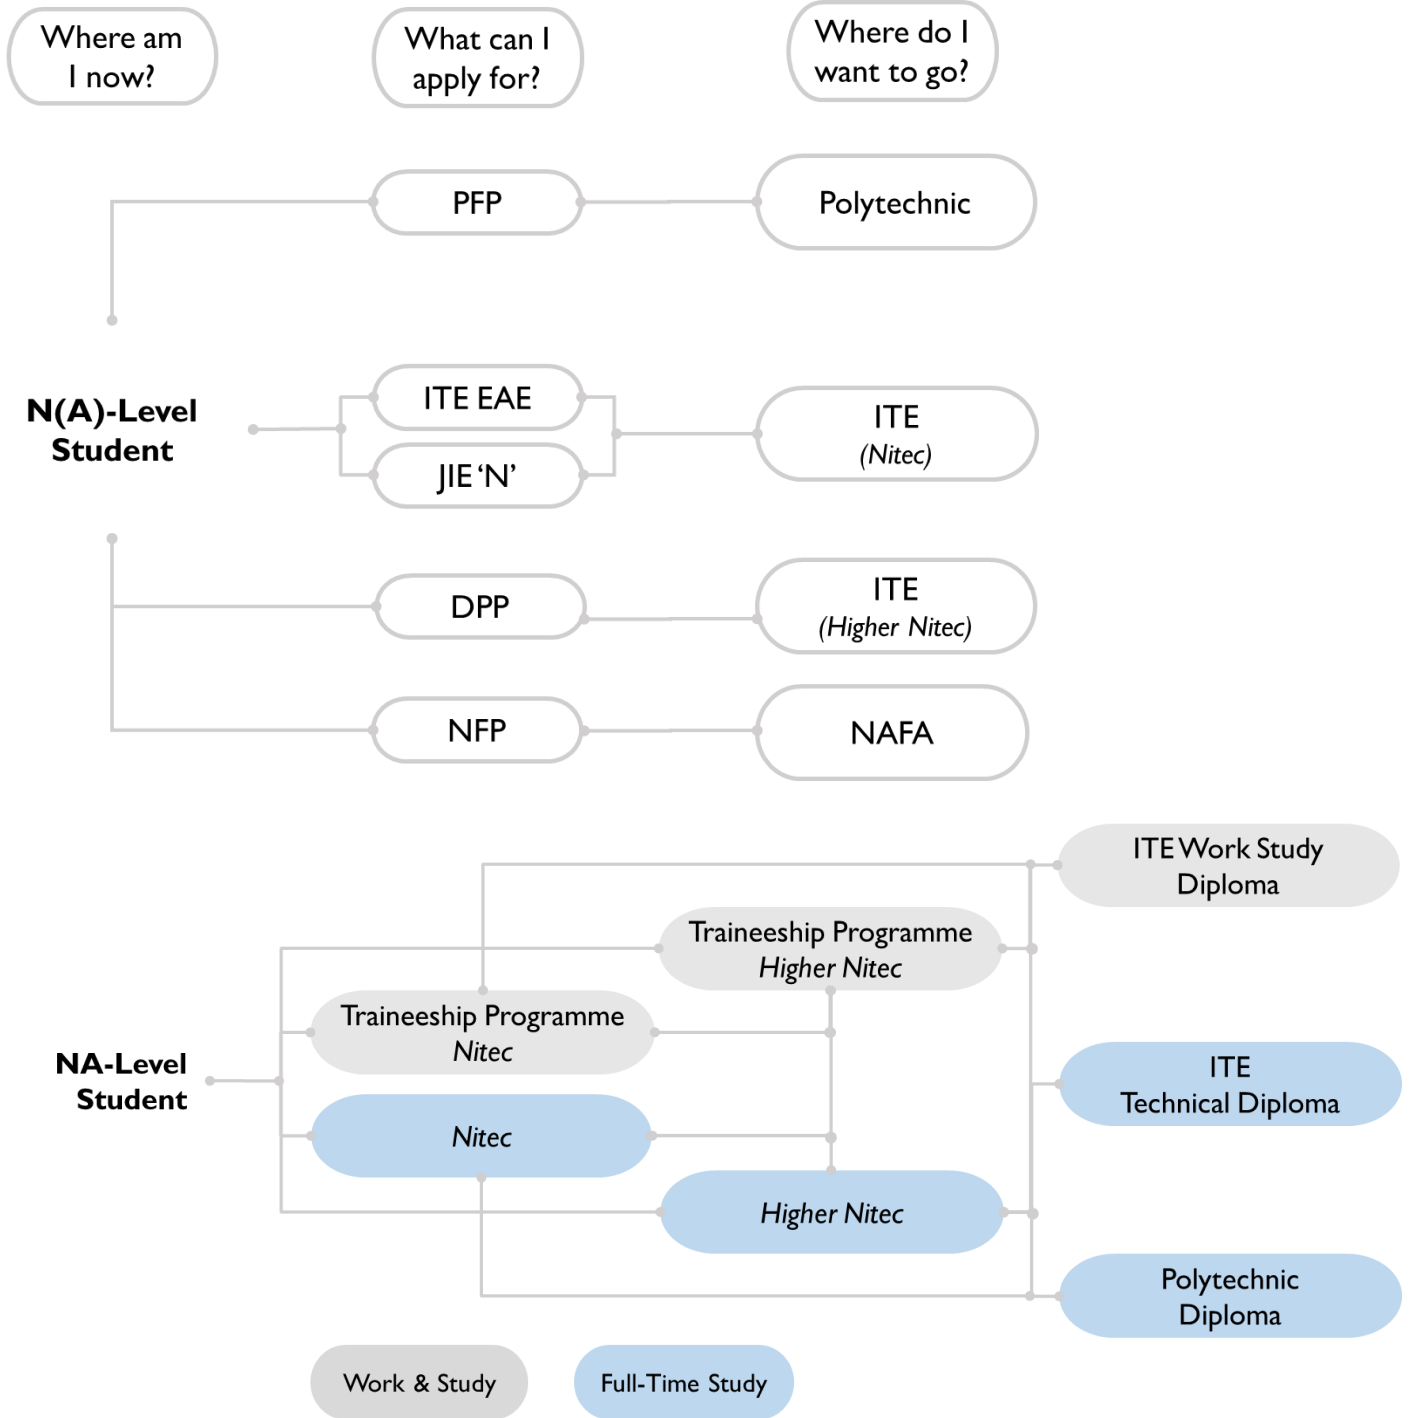 Where am
I now?
What can I
apply for?
Where do I
want to go?
PFP
Polytechnic
N(A)-Level
Student
ITE EAE
JIE ‘N’
ITE
(Nitec)
DPP
ITE
(Higher Nitec)
NFP
NAFA
ITE Work Study
Diploma
Traineeship Programme
Higher Nitec
Traineeship Programme
Nitec
NA-Level
Student
ITE
Technical Diploma
Nitec
Higher Nitec
Polytechnic
Diploma
Work & Study
Full-Time Study